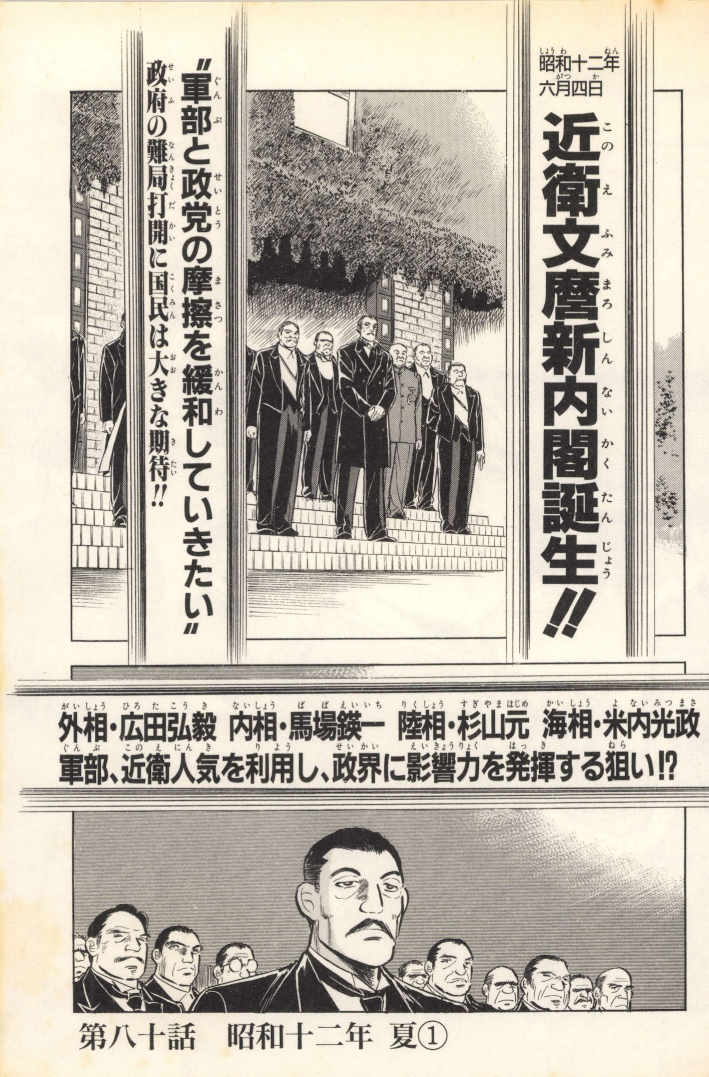 昭和十二年
六月四日
近衛文麿新内閣誕生!!
“軍部と政党の摩擦を緩和していきたい”
政府の難局打開に国民は大きな期待!!
外相・広田弘毅 内相・馬場鍈一 陸相・杉山元 海相・米内光政
軍部、近衛人気を利用し、政界に影響力を発揮する狙い!?
第八十話 昭和十二年 夏①